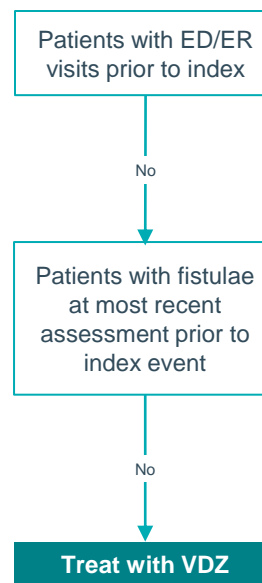 Patients with ED/ER
visits prior to index
No
Patients with fistulae
at most recent
assessment prior to
index event
No
Treat with VDZ